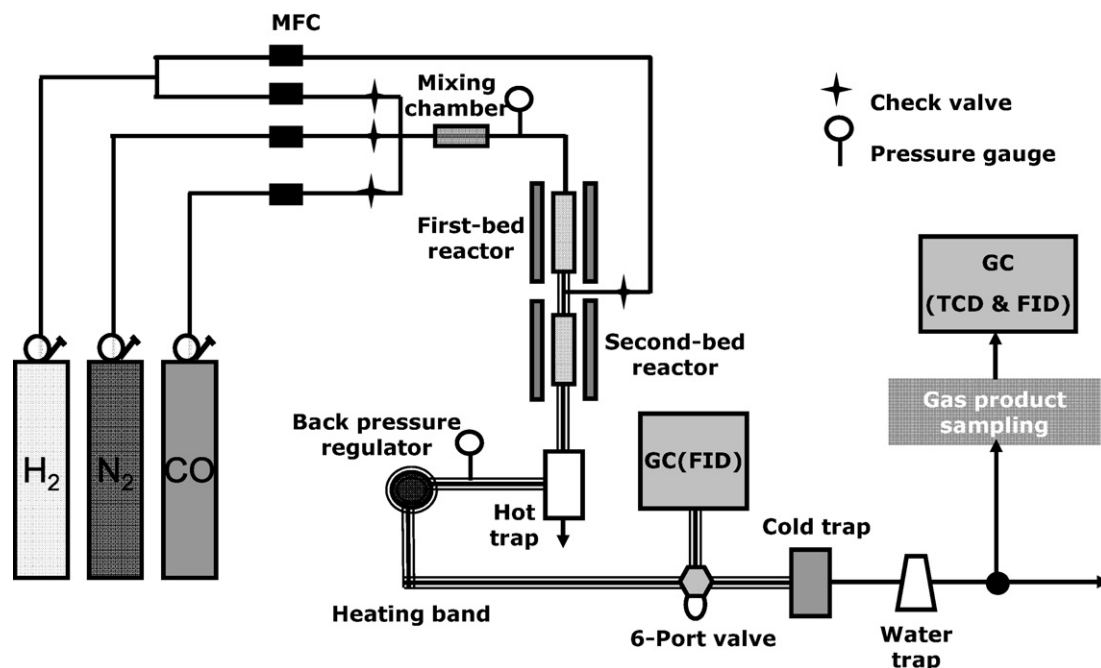 MFC
Mixing
chamber
Check valve
Pressure gauge
First-bed
reactor
GC
(TCD & FID)
Second-bed
reactor
Gas product
sampling
Back pressure
regulator
GC(FID)
H2
N2
CO
Hot
trap
Cold trap
Heating band
6-Port valve
Water
trap